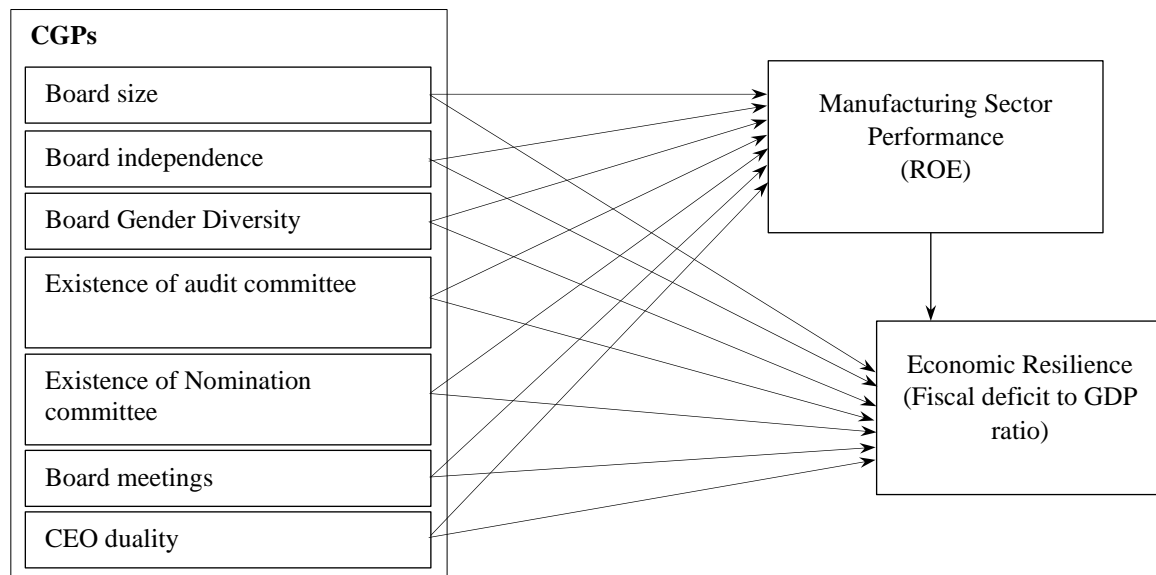 CGPs
Board size
Board independence
Board Gender Diversity
Existence of audit committee
Existence of Nomination
committee
Board meetings
CEO duality
Manufacturing Sector
Performance
(ROE)
Economic Resilience
(Fiscal deficit to GDP
ratio)